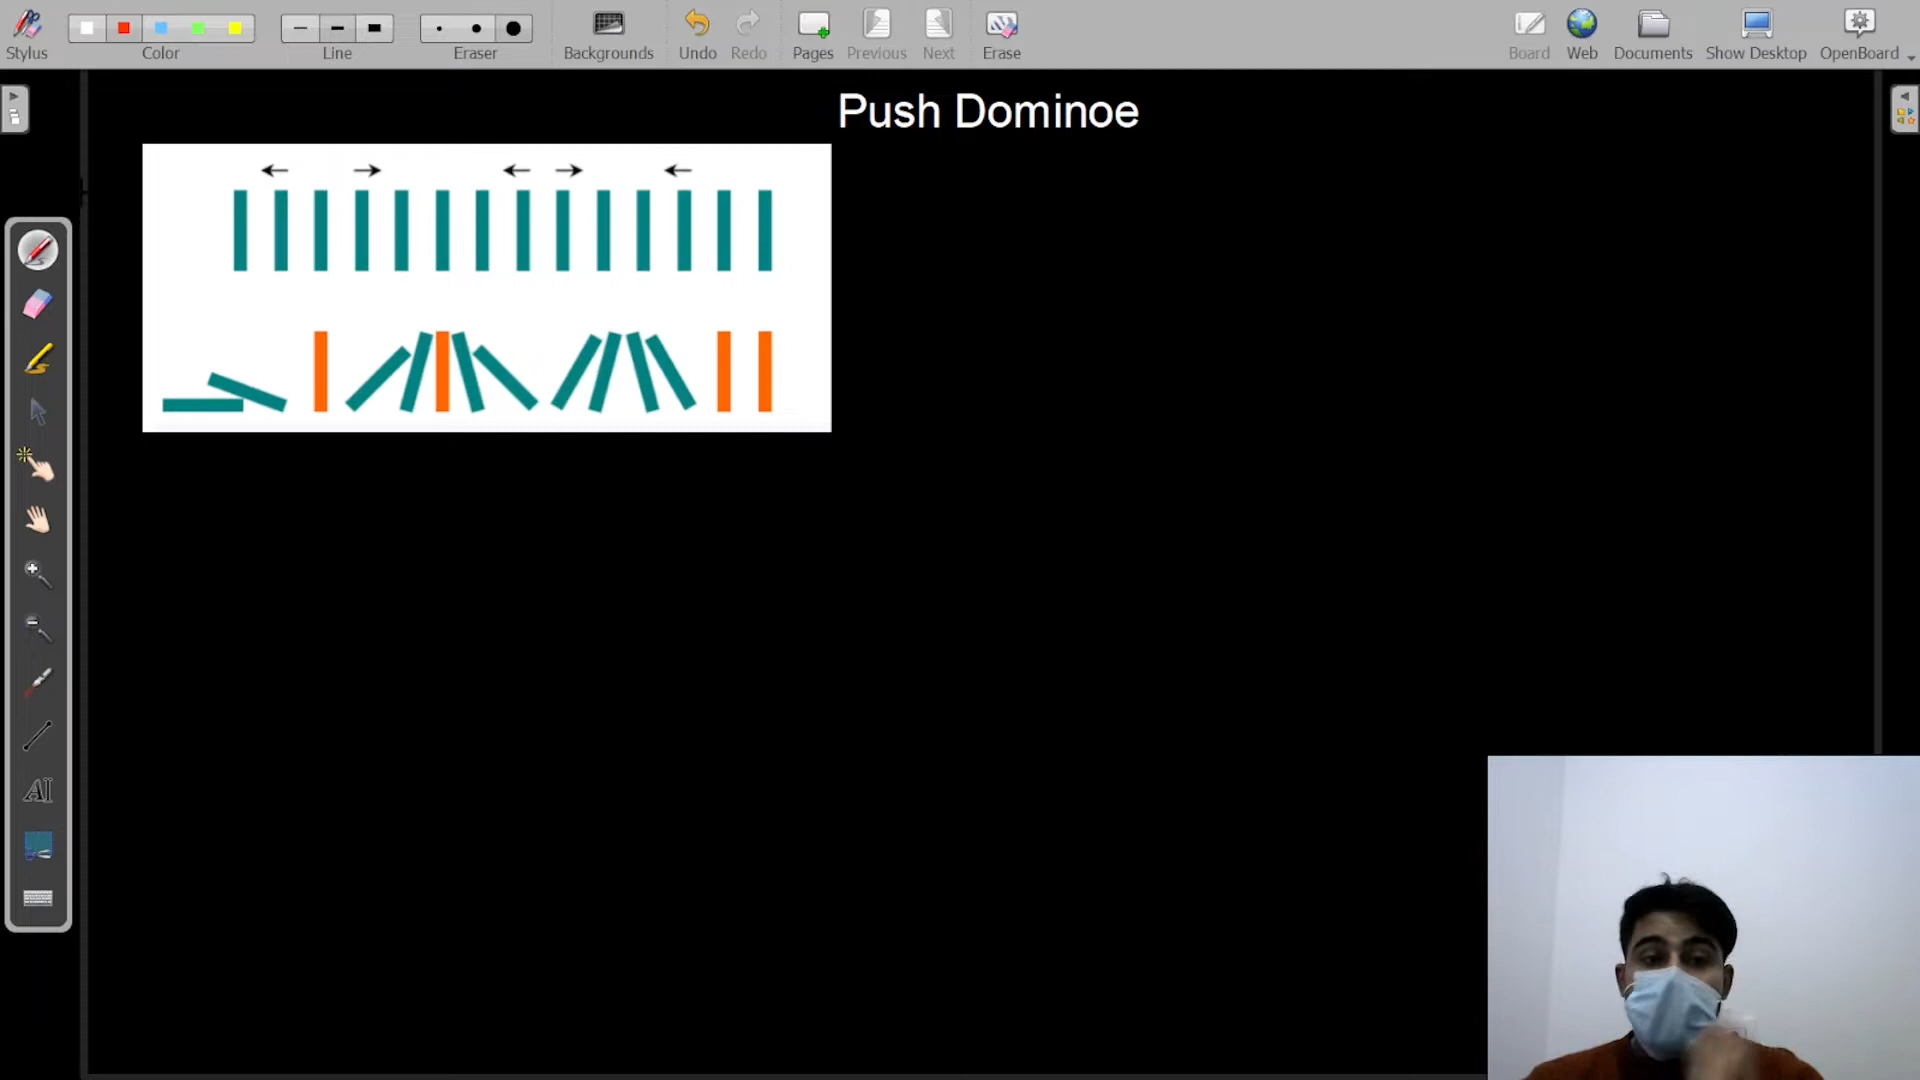 Stylus
Color
Line
Eraser
Backgrounds
Undo
Redo
Pages
Previous
Next
Erase
Board
Web
Documents
Show Desktop
OpenBoard
Push Dominoe
AI